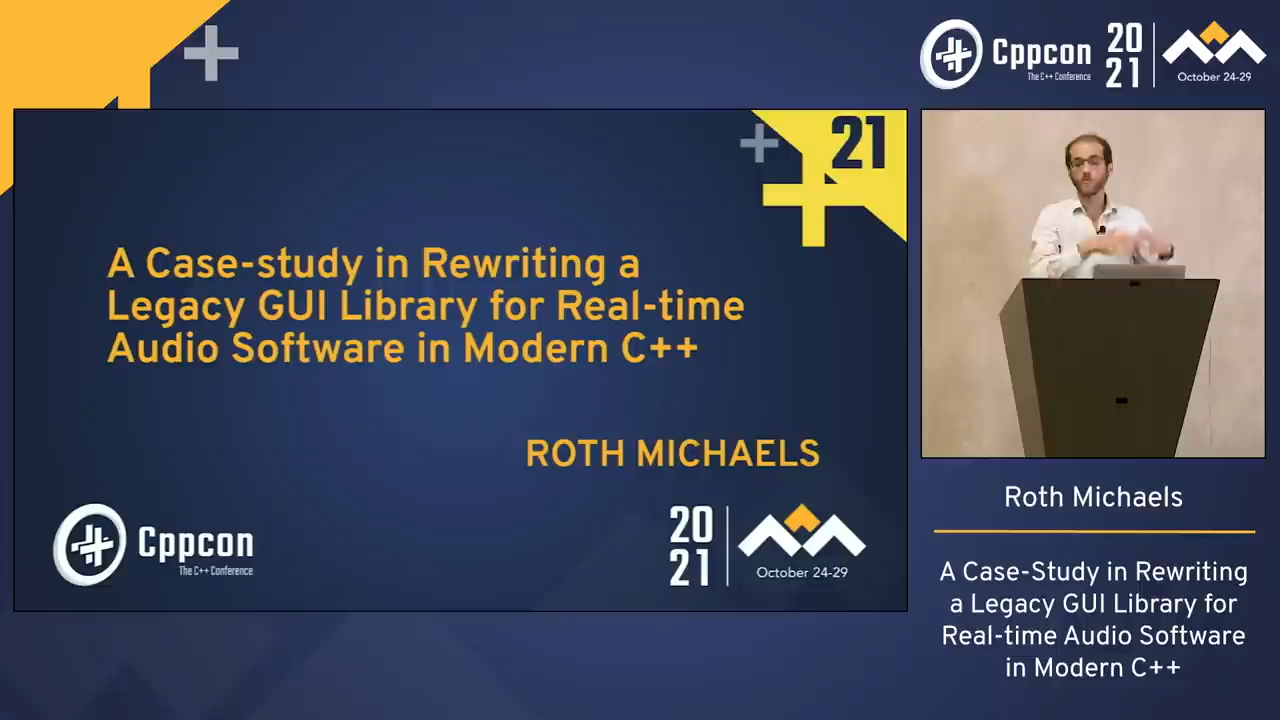 Cppcon
The C++ Conference
20
21
October 24-29
21
A Case-study in Rewriting a
Legacy GUI Library for Real-time
Audio Software in Modern C++
ROTH MICHAELS
Cppcon
The C++ Conference
20
21
October 24-29
Roth Michaels
A Case-Study in Rewriting
a Legacy GUI Library for
Real-time Audio Software
in Modern C++